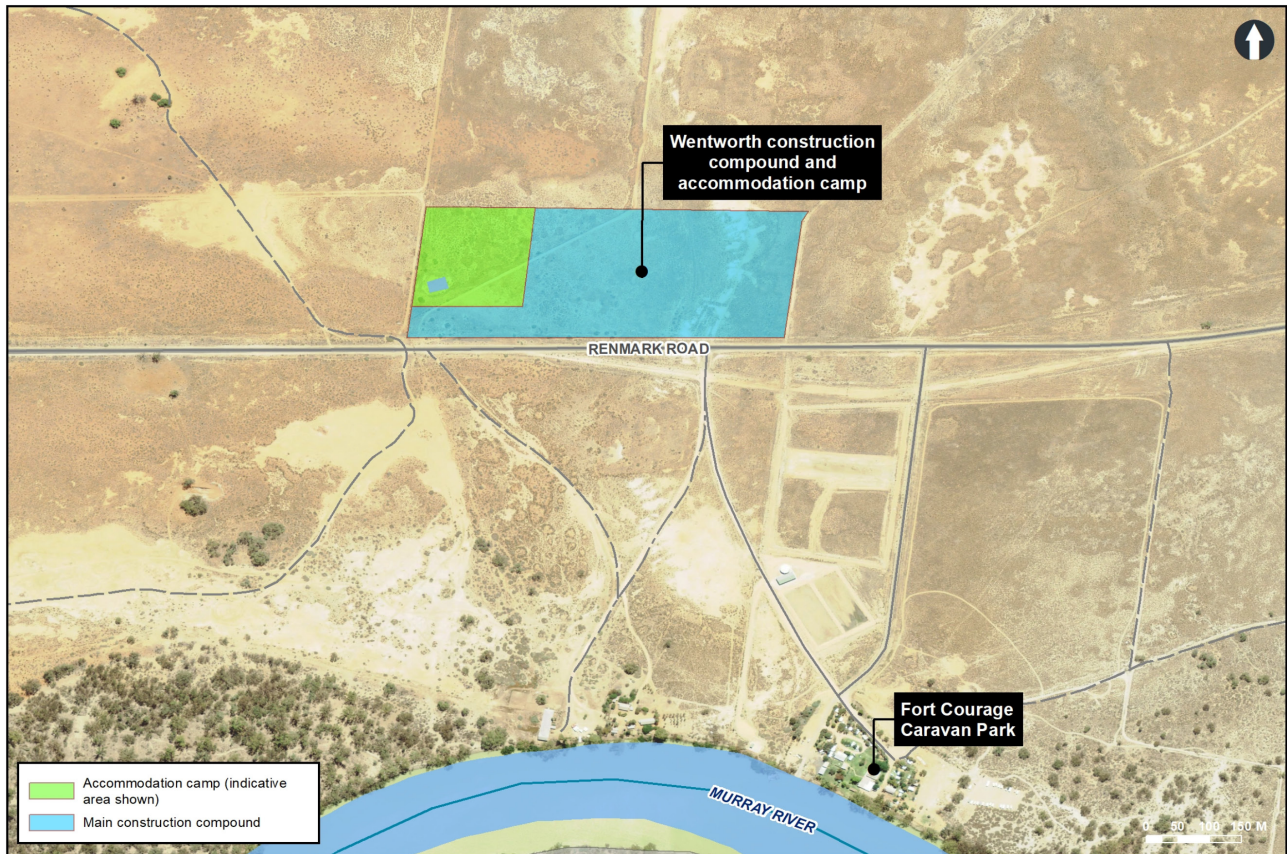 Wentworth construction
compound and
accommodation camp
RENMARK ROAD
Fort Courage
Caravan Park
MURRAY RIVER
Accommodation camp (indicative
area shown)
Main construction compound
0 50 100 150 M